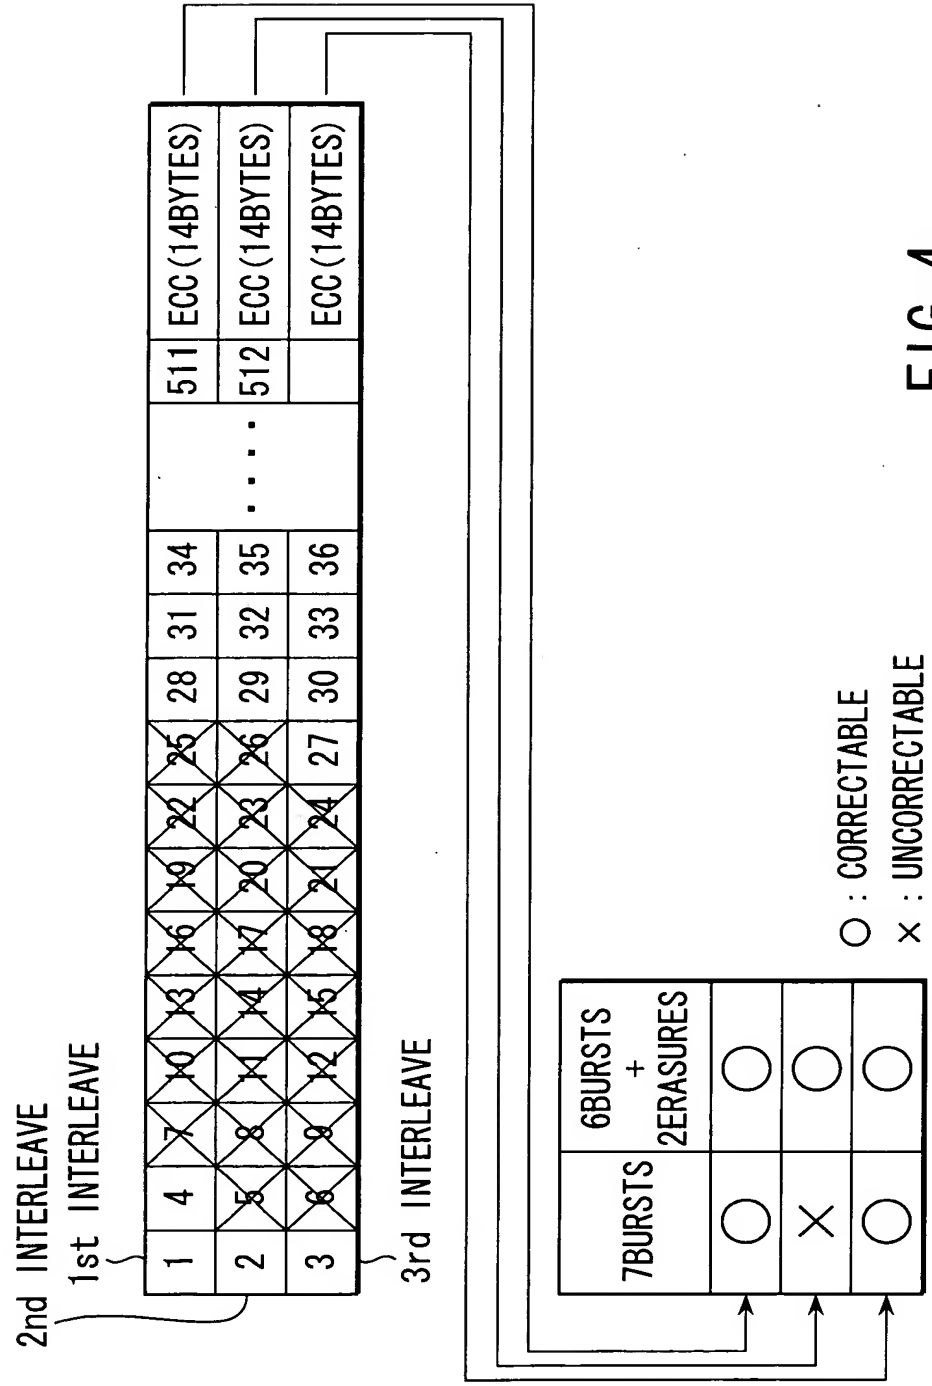 2nd INTERLEAVE
1st INTERLEAVE
1 4 7 10 13 16 19 22 25 28 31 34 511 ECC(14BYTES)
2 5 8 11 14 17 20 23 26 29 32 35 · · · · 512 ECC(14BYTES)
3 6 9 12 15 18 21 24 27 30 33 36 ECC(14BYTES)
3rd INTERLEAVE
7BURSTS 6BURSTS + 2ERASURES
○ ○
× ○
○ ○
○ : CORRECTABLE
× : UNCORRECTABLE
FIG. 4